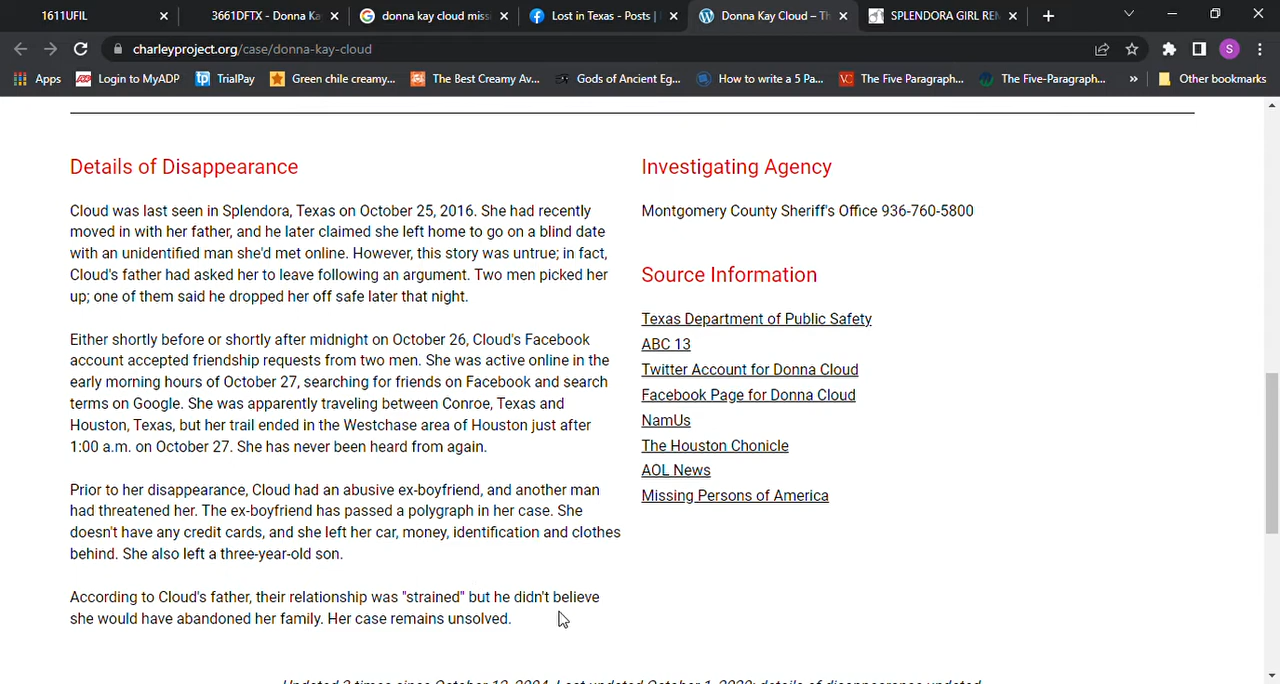 1611UFIL
3661DFTX - Donna Ka
donna kay cloud miss
Lost in Texas - Posts |
Donna Kay Cloud – Th
SPLENDORA GIRL REM
charleyproject.org/case/donna-kay-cloud
S
Apps
Login to MyADP
TrialPay
Green chile creamy...
The Best Creamy Av...
Gods of Ancient Eg...
How to write a 5 Pa...
The Five Paragraph...
The Five-Paragraph...
»
Other bookmarks
Details of Disappearance
Cloud was last seen in Splendora, Texas on October 25, 2016. She had recently
moved in with her father, and he later claimed she left home to go on a blind date
with an unidentified man she'd met online. However, this story was untrue; in fact,
Cloud's father had asked her to leave following an argument. Two men picked her
up; one of them said he dropped her off safe later that night.
Either shortly before or shortly after midnight on October 26, Cloud's Facebook
account accepted friendship requests from two men. She was active online in the
early morning hours of October 27, searching for friends on Facebook and search
terms on Google. She was apparently traveling between Conroe, Texas and
Houston, Texas, but her trail ended in the Westchase area of Houston just after
1:00 a.m. on October 27. She has never been heard from again.
Prior to her disappearance, Cloud had an abusive ex-boyfriend, and another man
had threatened her. The ex-boyfriend has passed a polygraph in her case. She
doesn't have any credit cards, and she left her car, money, identification and clothes
behind. She also left a three-year-old son.
According to Cloud's father, their relationship was "strained" but he didn't believe
she would have abandoned her family. Her case remains unsolved.
Investigating Agency
Montgomery County Sheriff's Office 936-760-5800
Source Information
Texas Department of Public Safety
ABC 13
Twitter Account for Donna Cloud
Facebook Page for Donna Cloud
NamUs
The Houston Chonicle
AOL News
Missing Persons of America